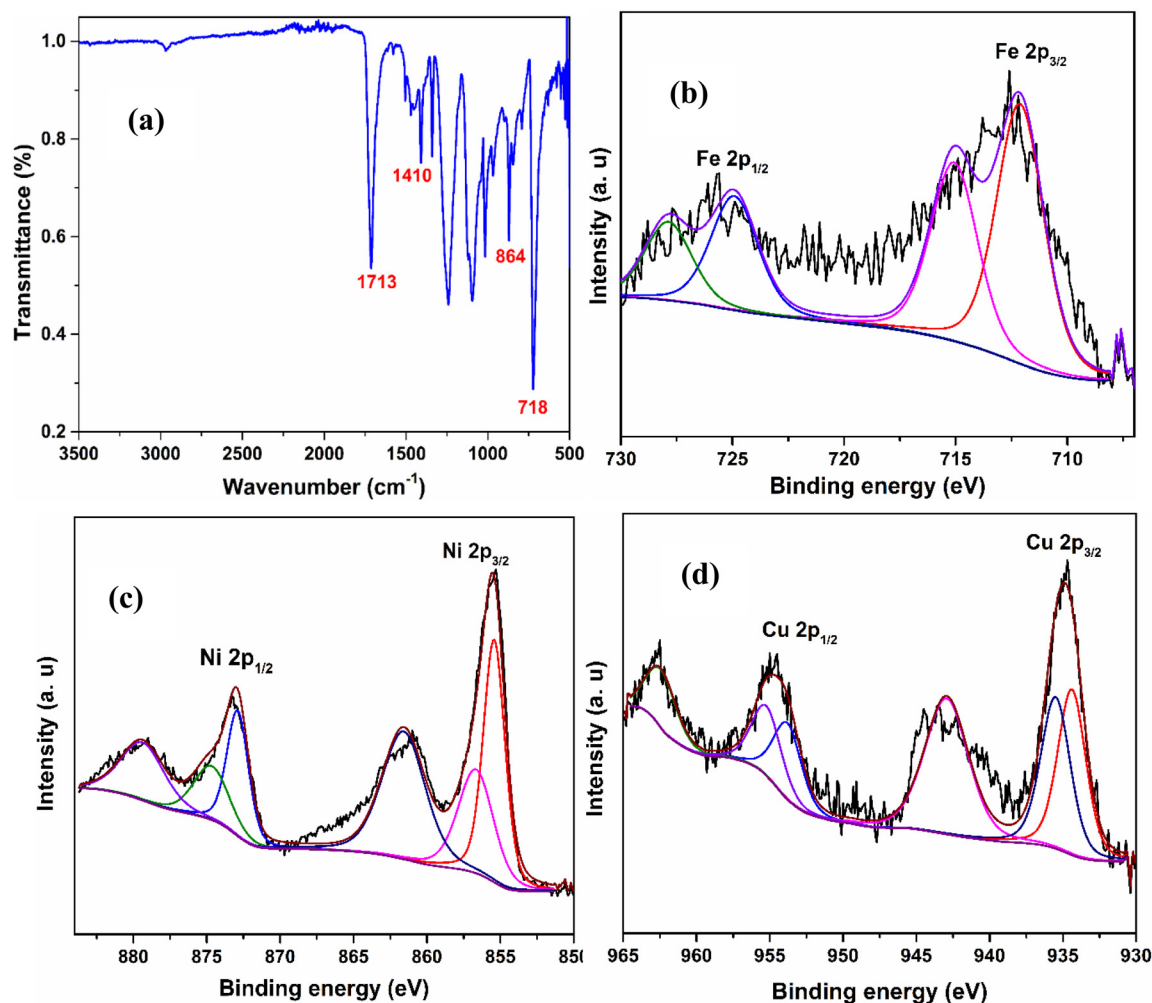 (a)
1.0
0.8
0.6
0.4
0.2
Transmittance (%)
1713
1410
864
718
3500 3000 2500 2000 1500 1000 500
Wavenumber (cm⁻¹)
(b)
Fe 2p₃/₂
Fe 2p₁/₂
Intensity (a. u)
730 725 720 715 710
Binding energy (eV)
(c)
Ni 2p₃/₂
Ni 2p₁/₂
Intensity (a. u)
880 875 870 865 860 855 850
Binding energy (eV)
(d)
Cu 2p₃/₂
Cu 2p₁/₂
Intensity (a. u)
965 960 955 950 945 940 935 930
Binding energy (eV)